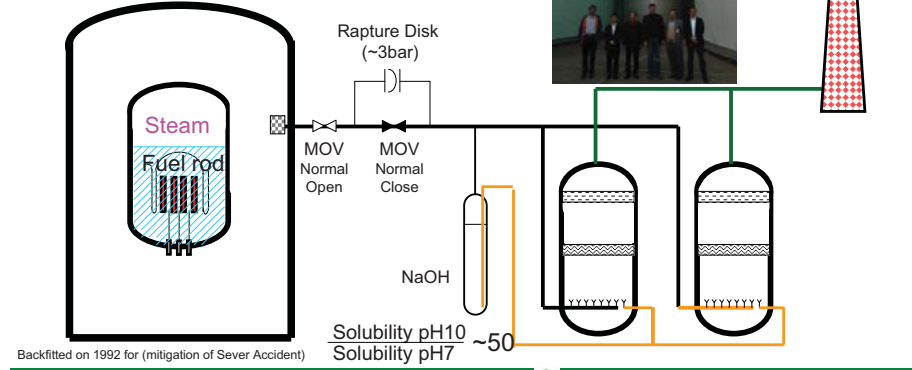 Rapture Disk
(~3bar)
Steam
Fuel rod
MOV
Normal
Open
MOV
Normal
Close
NaOH
Solubility pH10
Solubility pH7
~50
Backfitted on 1992 for (mitigation of Sever Accident)